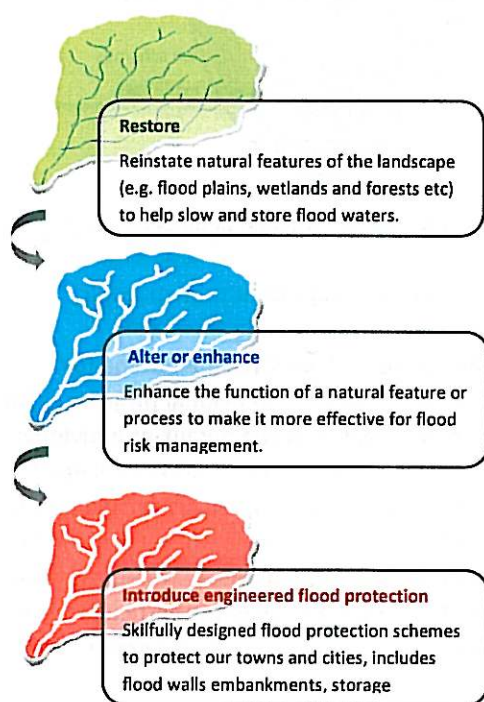 Restore
Reinstate natural features of the landscape
(e.g. flood plains, wetlands and forests etc)
to help slow and store flood waters.
Alter or enhance
Enhance the function of a natural feature or
process to make it more effective for flood
risk management.
Introduce engineered flood protection
Skilfully designed flood protection schemes
to protect our towns and cities, includes
flood walls embankments, storage